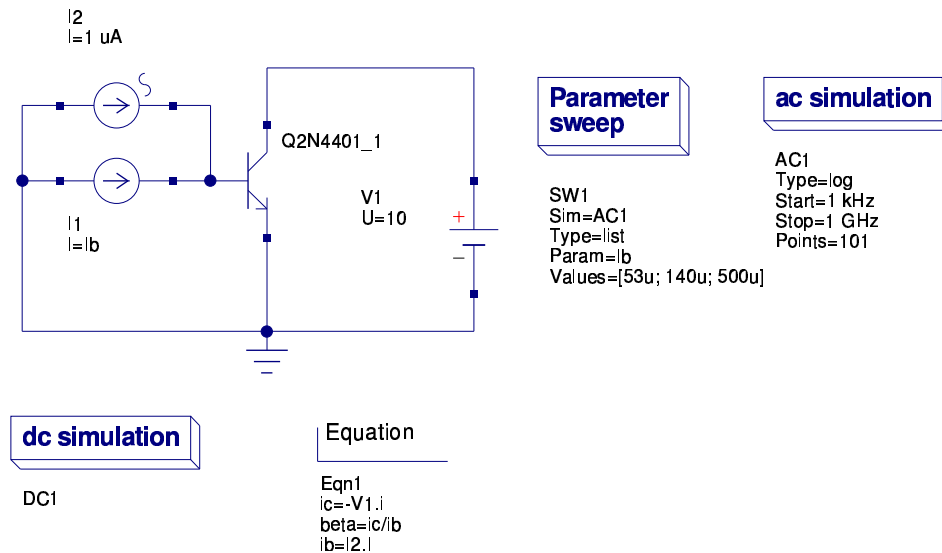 I2
I=1 uA
Q2N4401_1
I1
I=Ib
V1
U=10
+
−
Parameter
sweep
SW1
Sim=AC1
Type=list
Param=Ib
Values=[53u; 140u; 500u]
ac simulation
AC1
Type=log
Start=1 kHz
Stop=1 GHz
Points=101
dc simulation
DC1
Equation
Eqn1
ic=-V1.i
beta=ic/ib
ib=I2.I